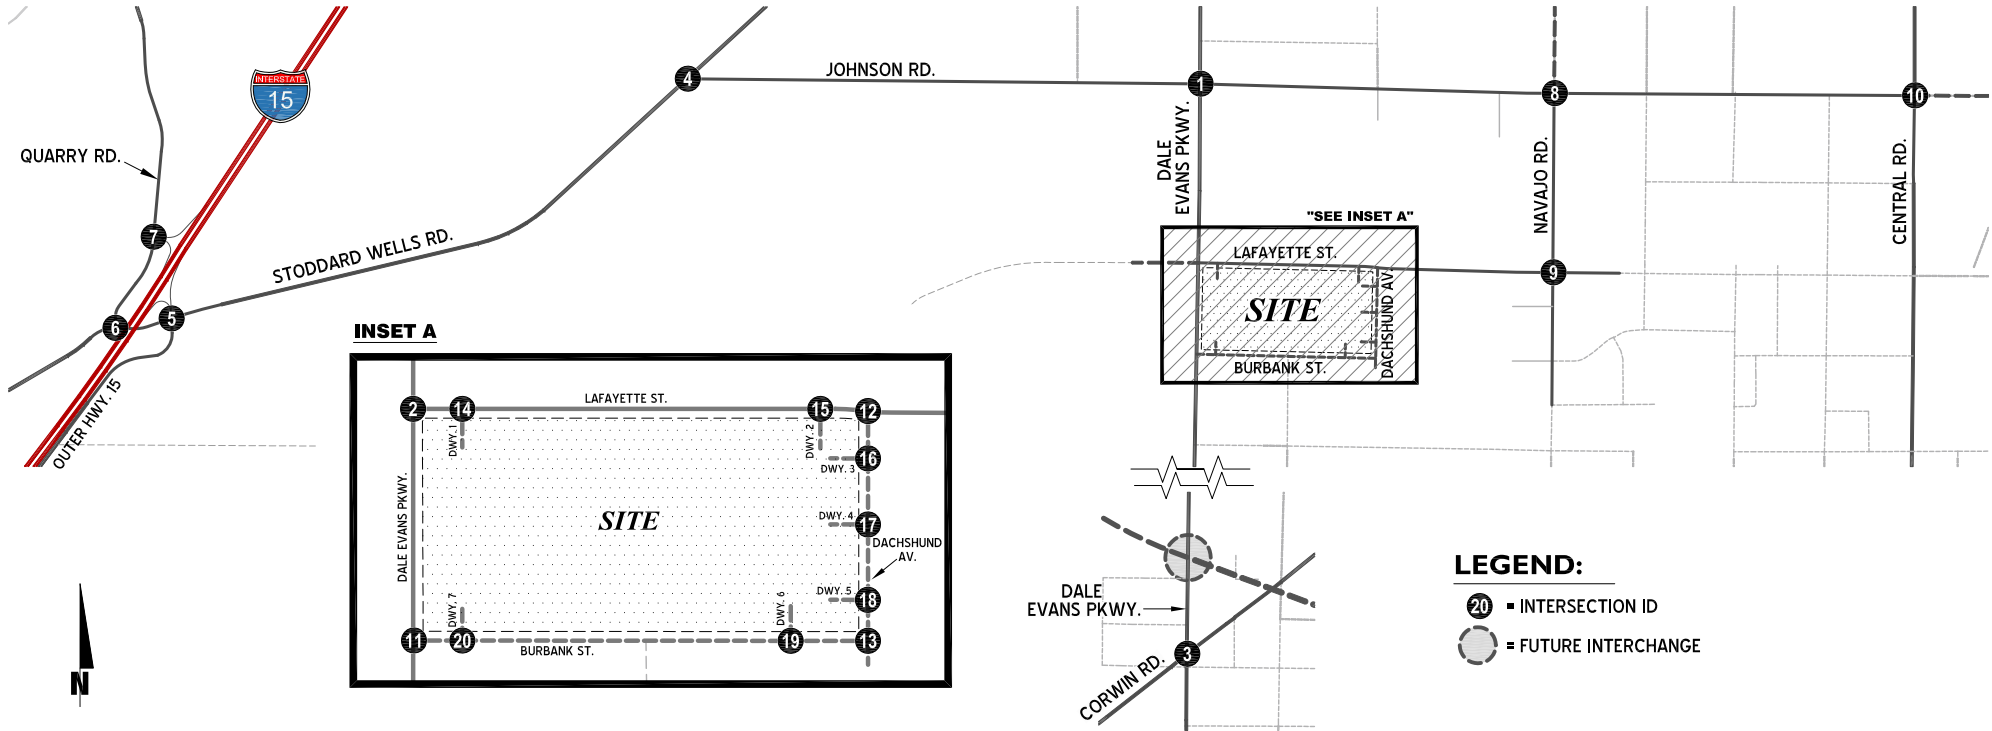 INTERSTATE
15
4
JOHNSON RD.
1
8
10
QUARRY RD.
DALE
EVANS PKWY.
NAVAJO RD.
CENTRAL RD.
7
STODDARD WELLS RD.
"SEE INSET A"
LAFAYETTE ST.
9
SITE
DACHSHUND AV.
BURBANK ST.
5
6
OUTER HWY. 15
INSET A
LAFAYETTE ST.
2
14
15
12
DWY. 1
DWY. 2
16
DWY. 3
DALE EVANS PKWY.
SITE
DWY. 4
17
DACHSHUND
AV.
DWY. 5
18
DWY. 7
DWY. 6
11
20
19
13
BURBANK ST.
N
DALE
EVANS PKWY.
3
CORWIN RD.
LEGEND:
20 = INTERSECTION ID
= FUTURE INTERCHANGE